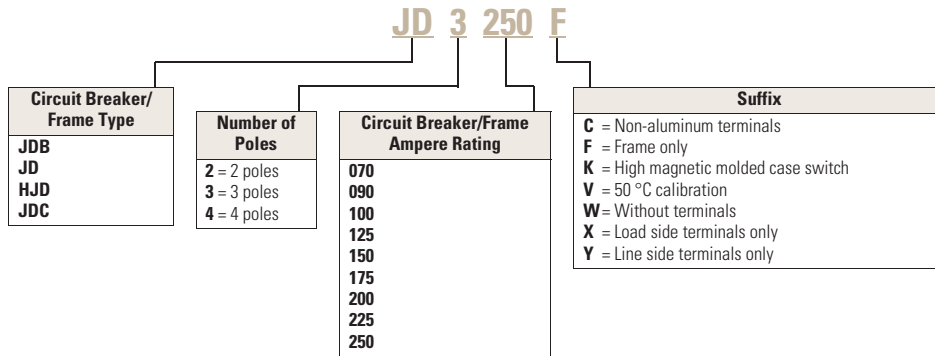 JD 3 250 F
Circuit Breaker/
Frame Type
JDB
JD
HJD
JDC
Number of
Poles
2 = 2 poles
3 = 3 poles
4 = 4 poles
Circuit Breaker/Frame
Ampere Rating
070
090
100
125
150
175
200
225
250
Suffix
C = Non-aluminum terminals
F = Frame only
K = High magnetic molded case switch
V = 50 °C calibration
W = Without terminals
X = Load side terminals only
Y = Line side terminals only